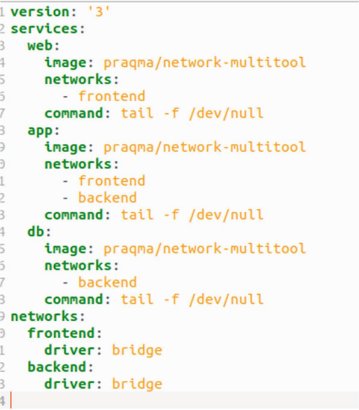 1 version: '3'
2 services:
3   web:
4     image: praqma/network-multitool
5     networks:
6       - frontend
7     command: tail -f /dev/null
8   app:
9     image: praqma/network-multitool
0     networks:
1       - frontend
2       - backend
3     command: tail -f /dev/null
4   db:
5     image: praqma/network-multitool
6     networks:
7       - backend
8     command: tail -f /dev/null
9 networks:
0   frontend:
1     driver: bridge
2   backend:
3     driver: bridge
4